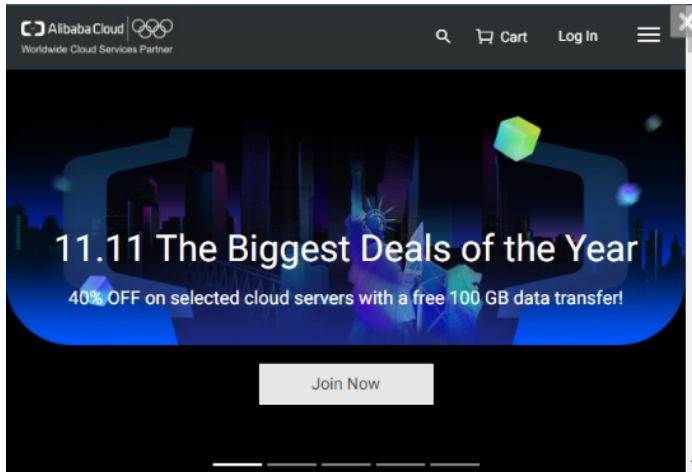 Alibaba Cloud
Worldwide Cloud Services Partner
Cart
Log In
11.11 The Biggest Deals of the Year
40% OFF on selected cloud servers with a free 100 GB data transfer!
Join Now